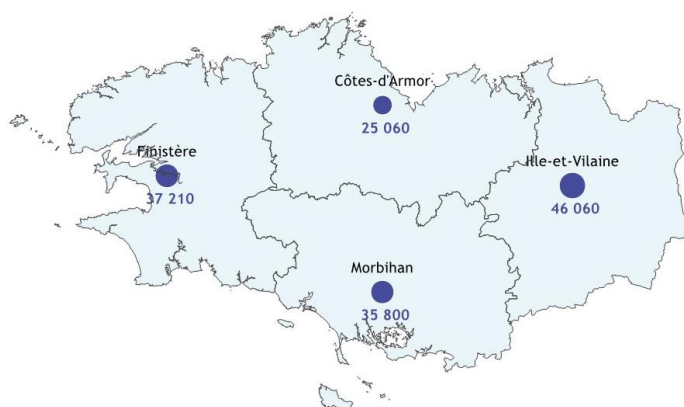 Côtes-d'Armor
25 060
Finistère
37 210
Ille-et-Vilaine
46 060
Morbihan
35 800